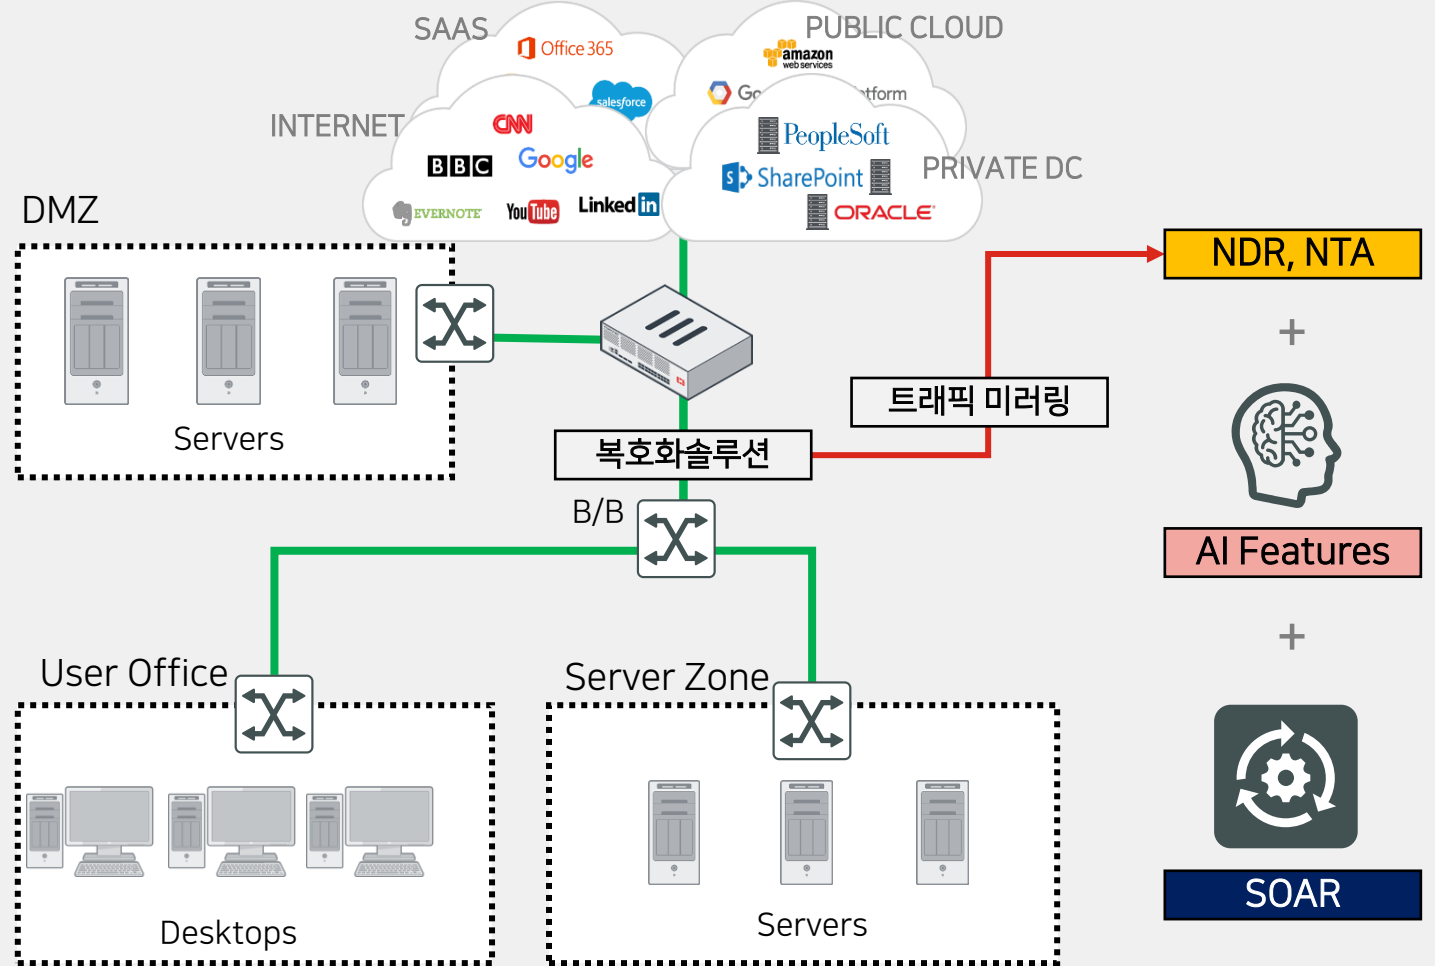 SAAS
Office 365
salesforce
PUBLIC CLOUD
amazon
web services
INTERNET
CNN
BBC
Google
EVERNOTE
YouTube
Linked in
PeopleSoft
SharePoint
ORACLE
PRIVATE DC
DMZ
Servers
복호화솔루션
트래픽 미러링
B/B
NDR, NTA
+
AI Features
+
SOAR
User Office
Desktops
Server Zone
Servers